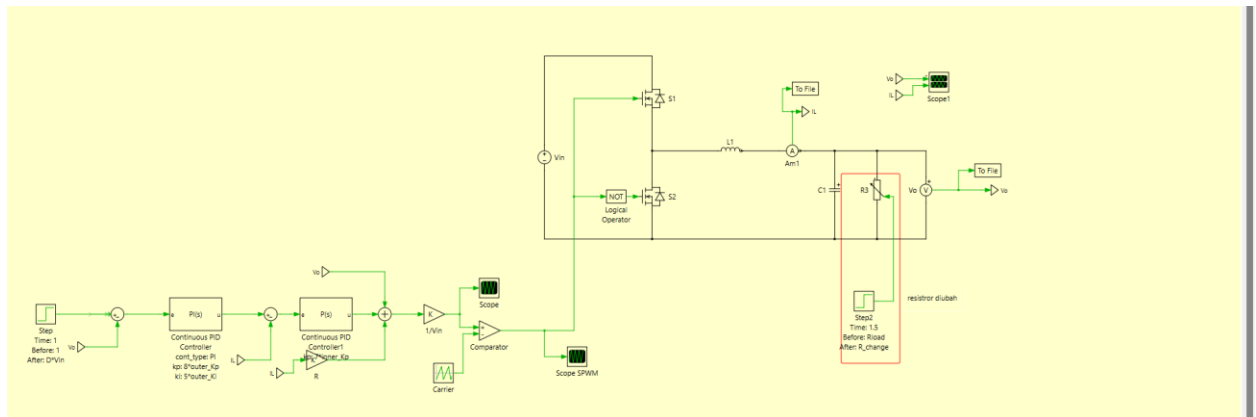 To File
Vo
IL
Scope1
S1
IL
L1
A
Am1
Vin
To File
C1
R3
Vo
V
Vo
NOT
S2
Logical
Operator
Vo
Step
Time: 1
Before: 1
After: D*Vin
Vo
e
PI(s)
u
Continuous PID
Controller
cont_type: PI
kp: 8*outer_Kp
ki: 5*outer_Ki
IL
e
P(s)
u
Continuous PID
Controller1
IL
K
R
K
1/Vin
Scope
Comparator
Carrier
Scope SPWM
Step2
Time: 1.5
Before: Rload
After: R_change
resistror diubah